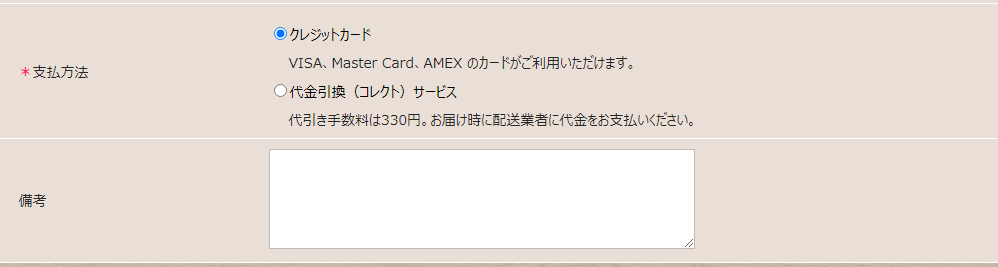 クレジットカード
VISA、Master Card、AMEX のカードがご利用いただけます。
＊支払方法
代金引換（コレクト）サービス
代引き手数料は330円。お届け時に配送業者に代金をお支払いください。
備考